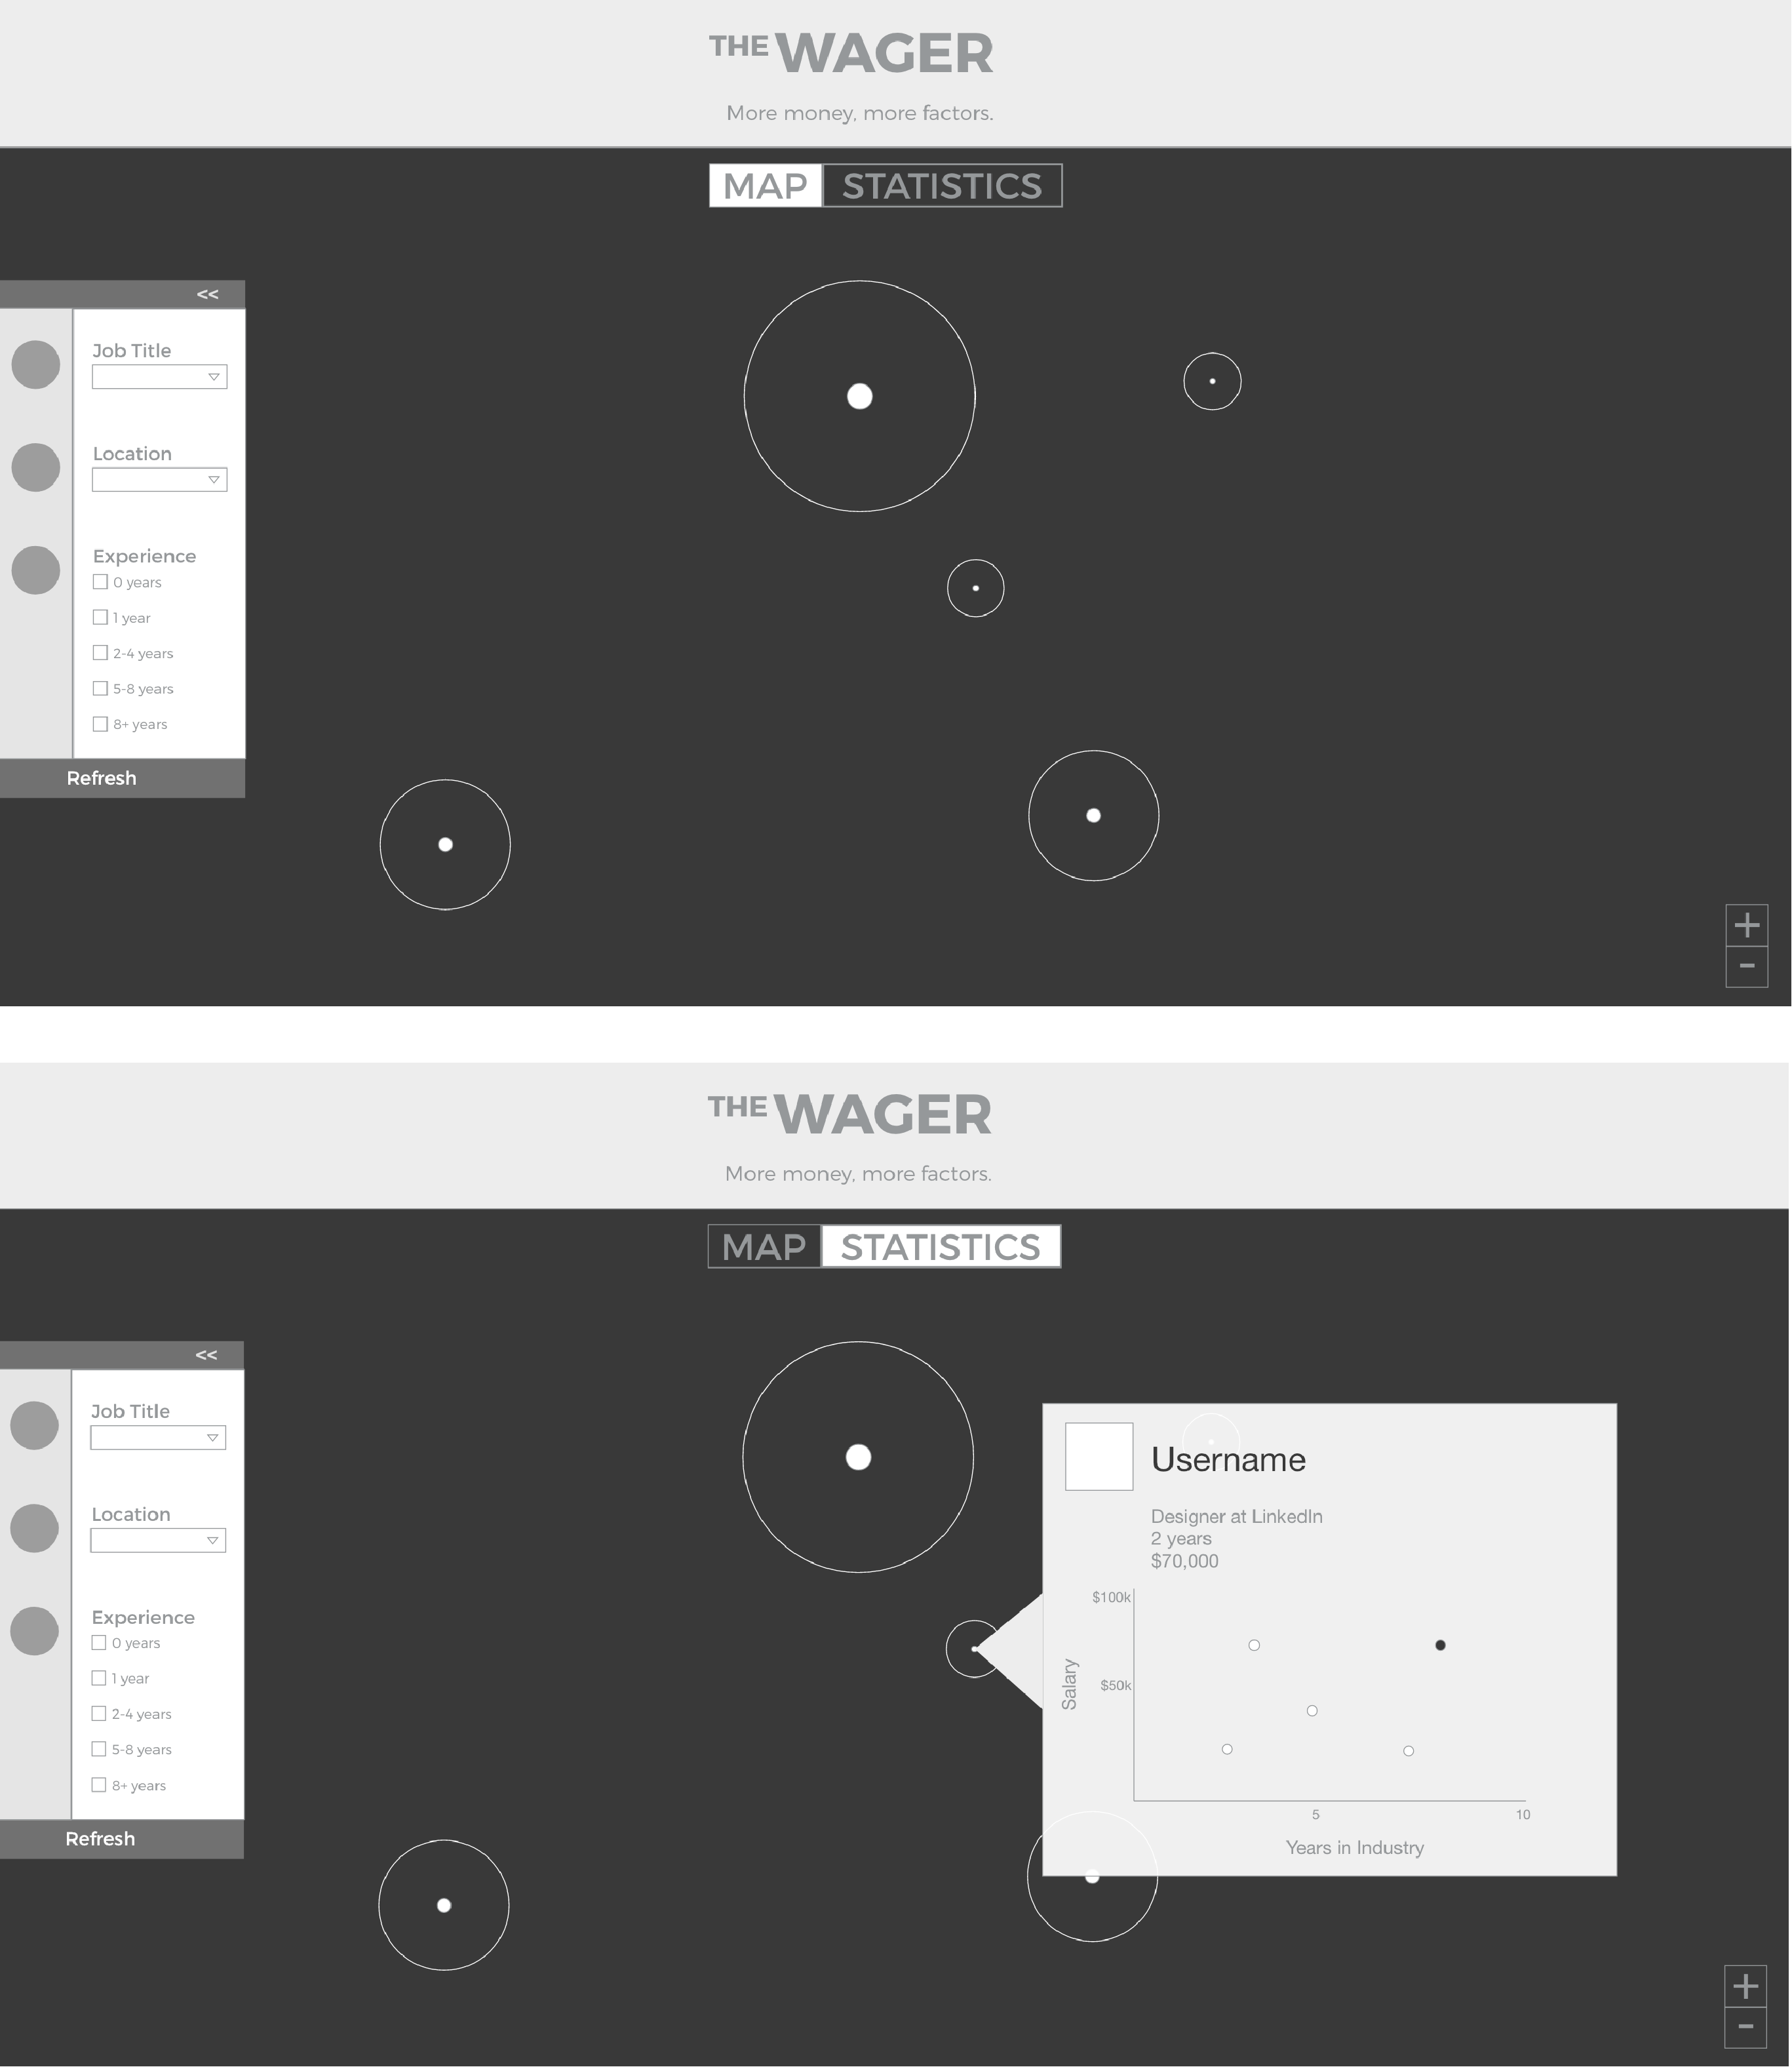 THE WAGER
More money, more factors.
MAP STATISTICS
<<
Job Title
Location
Experience
0 years
1 year
2-4 years
5-8 years
8+ years
Refresh
+
-
THE WAGER
More money, more factors.
MAP STATISTICS
<<
Job Title
Location
Experience
0 years
1 year
2-4 years
5-8 years
8+ years
Refresh
Username
Designer at LinkedIn
2 years
$70,000
$100k
$50k
Salary
5 10
Years in Industry
+
-